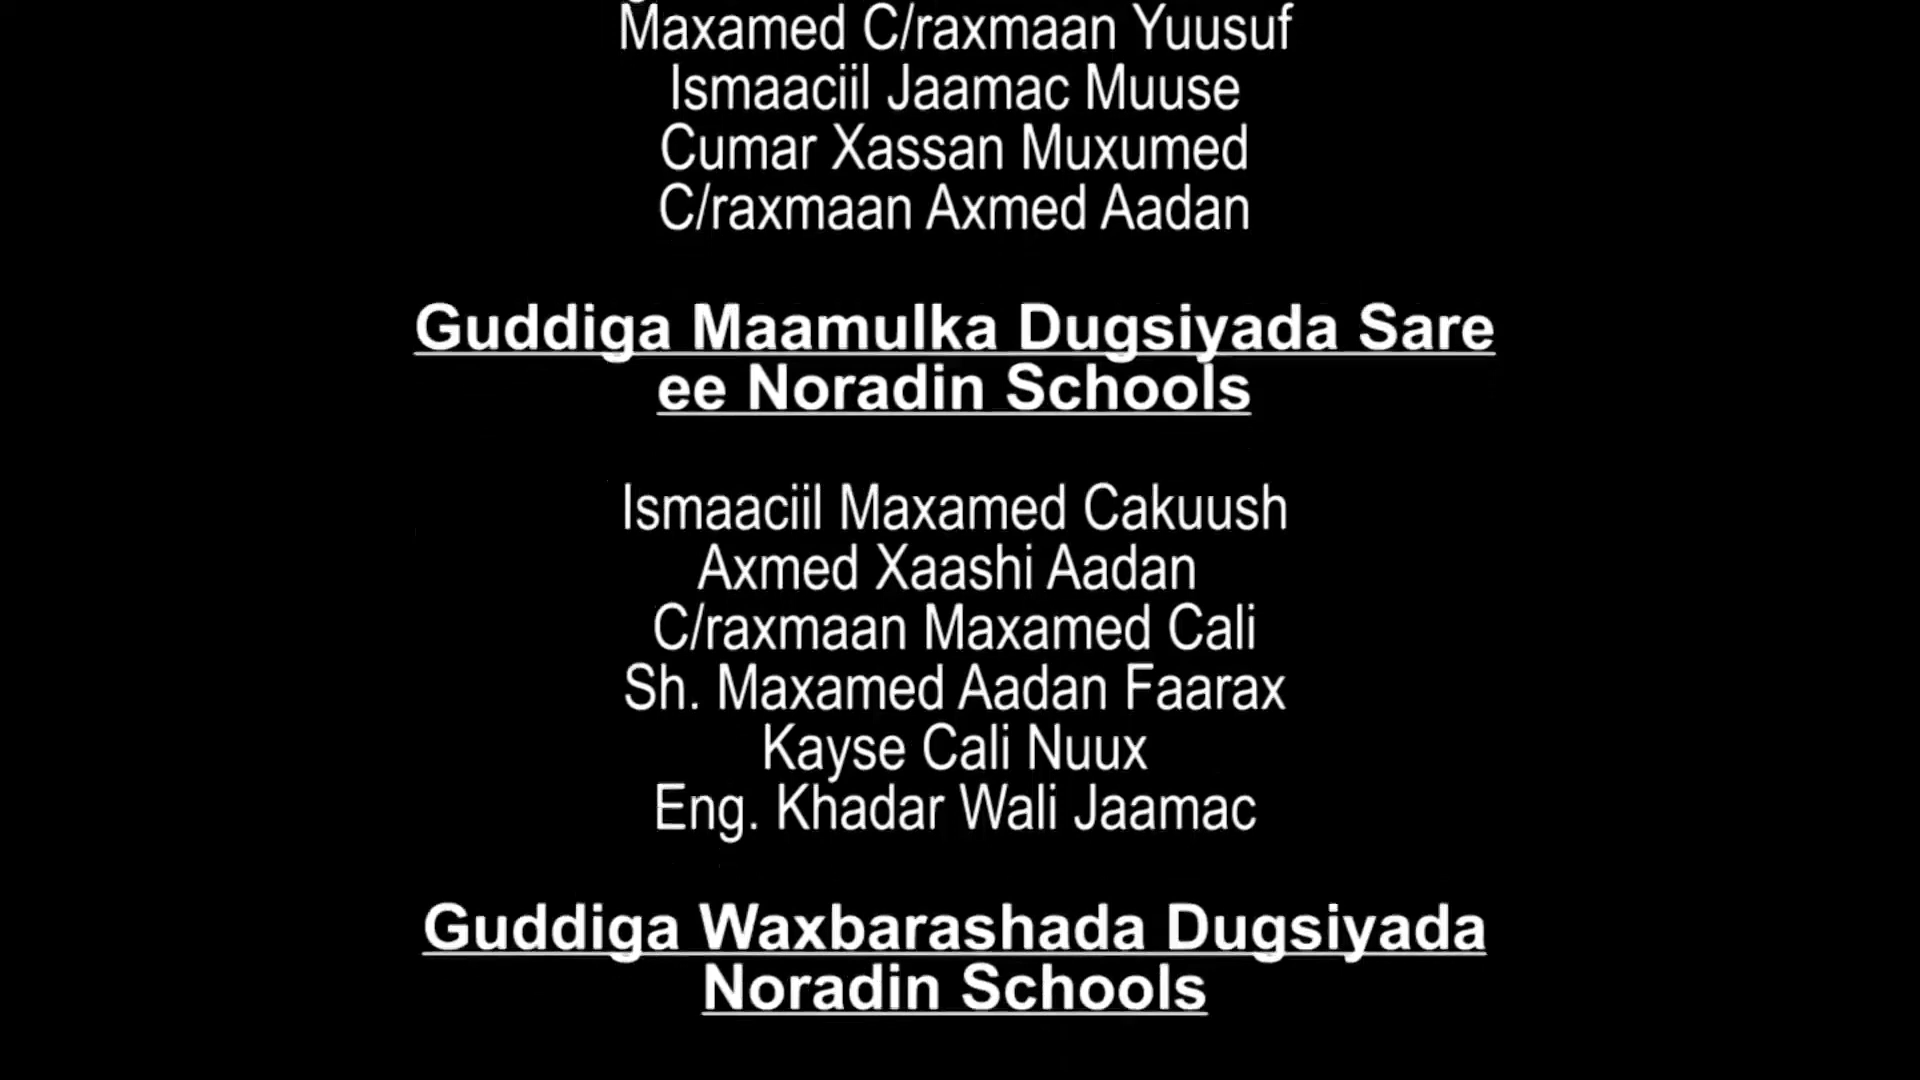 Maxamed C/raxmaan Yuusuf
Ismaaciil Jaamac Muuse
Cumar Xassan Muxumed
C/raxmaan Axmed Aadan
Guddiga Maamulka Dugsiyada Sare
ee Noradin Schools
Ismaaciil Maxamed Cakuush
Axmed Xaashi Aadan
C/raxmaan Maxamed Cali
Sh. Maxamed Aadan Faarax
Kayse Cali Nuux
Eng. Khadar Wali Jaamac
Guddiga Waxbarashada Dugsiyada
Noradin Schools